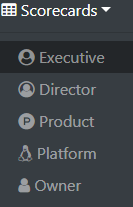 Scorecards
Executive
Director
Product
Platform
Owner